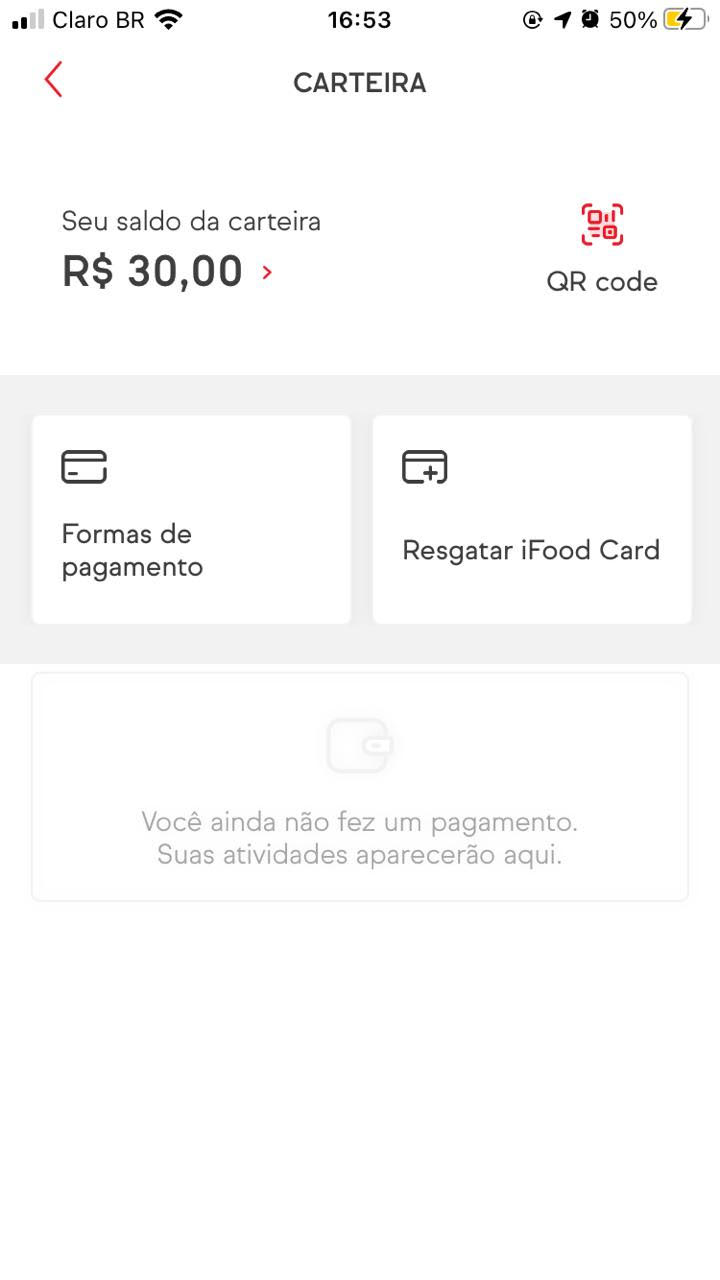 Claro BR 16:53 50%
CARTEIRA
Seu saldo da carteira
R$ 30,00
QR code
Formas de
pagamento
Resgatar iFood Card
Você ainda não fez um pagamento.
Suas atividades aparecerão aqui.